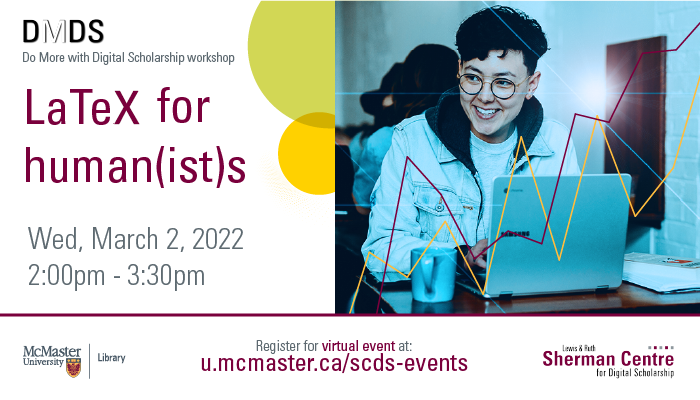 DMDS
Do More with Digital Scholarship workshop
LaTeX for
human(ist)s
Wed, March 2, 2022
2:00pm - 3:30pm
SAMSUNG
McMaster
University
Library
Register for virtual event at:
u.mcmaster.ca/scds-events
Lewis & Ruth
Sherman Centre
for Digital Scholarship